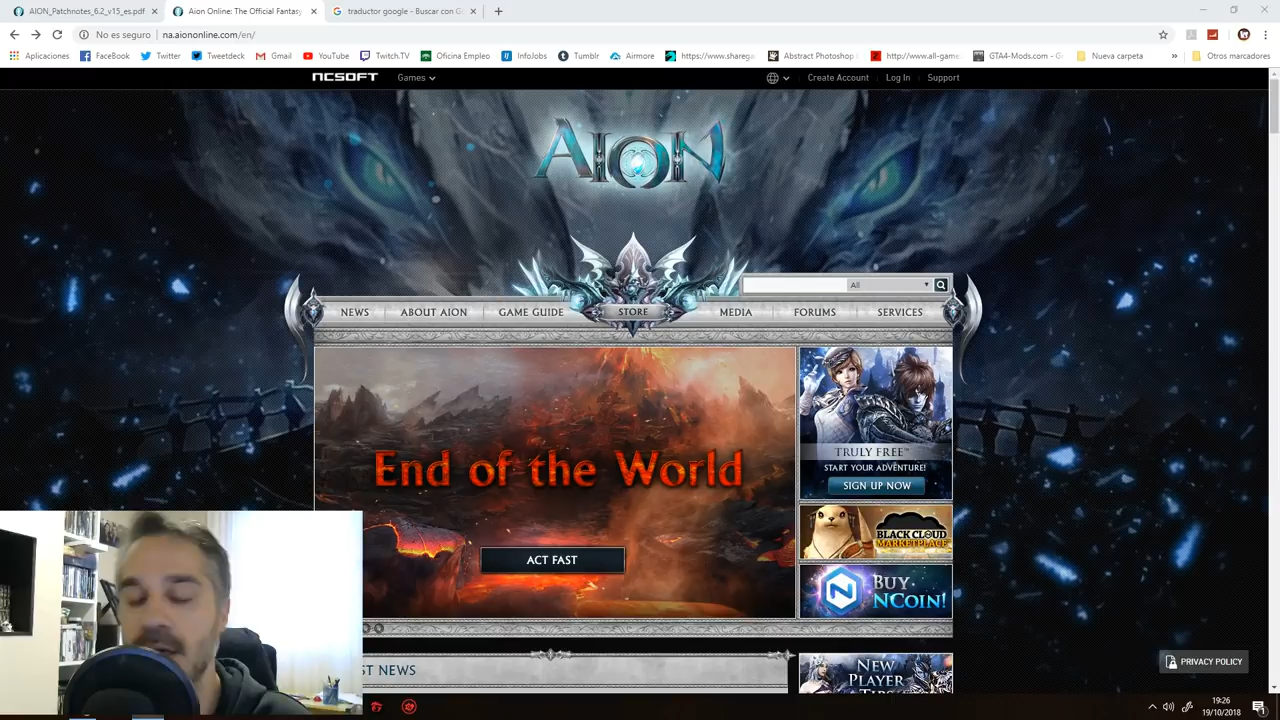 AION_Patchnotes_6.2_v15_es.pdf
Aion Online: The Official Fantasy
traductor google - Buscar con G
No es seguro
na.aiononline.com/en/
Aplicaciones
FaceBook
Twitter
Tweetdeck
Gmail
YouTube
Twitch.TV
Oficina Empleo
InfoJobs
Tumblr
Airmore
https://www.sharega
Abstract Photoshop
http://www.all-game
GTA4-Mods.com - G
Nueva carpeta
»
Otros marcadores
NCSOFT
Games
Create Account
Log In
Support
AION
All
NEWS
ABOUT AION
GAME GUIDE
STORE
MEDIA
FORUMS
SERVICES
End of the World
ACT FAST
TRULY FREE™
START YOUR ADVENTURE!
SIGN UP NOW
BLACK CLOUD
MARKETPLACE
BUY
NCOIN!
ST NEWS
NEW
PLAYER
TIPS
PRIVACY POLICY
19:26
19/10/2018